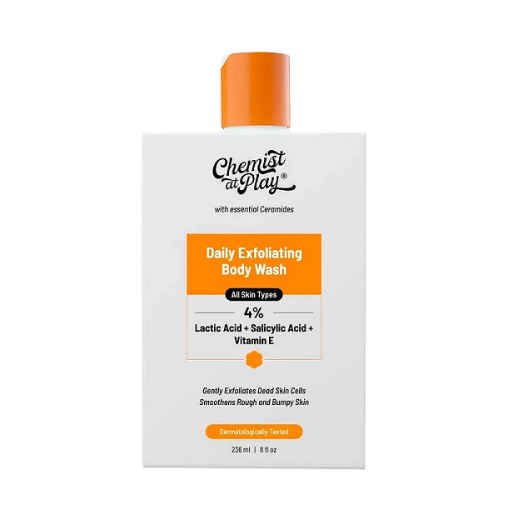 Chemist
at Play®
with essential Ceramides
Daily Exfoliating
Body Wash
All Skin Types
4%
Lactic Acid + Salicylic Acid +
Vitamin E
Gently Exfoliates Dead Skin Cells
Smoothens Rough and Bumpy Skin
Dermatologically Tested
236 ml | 8 fl oz